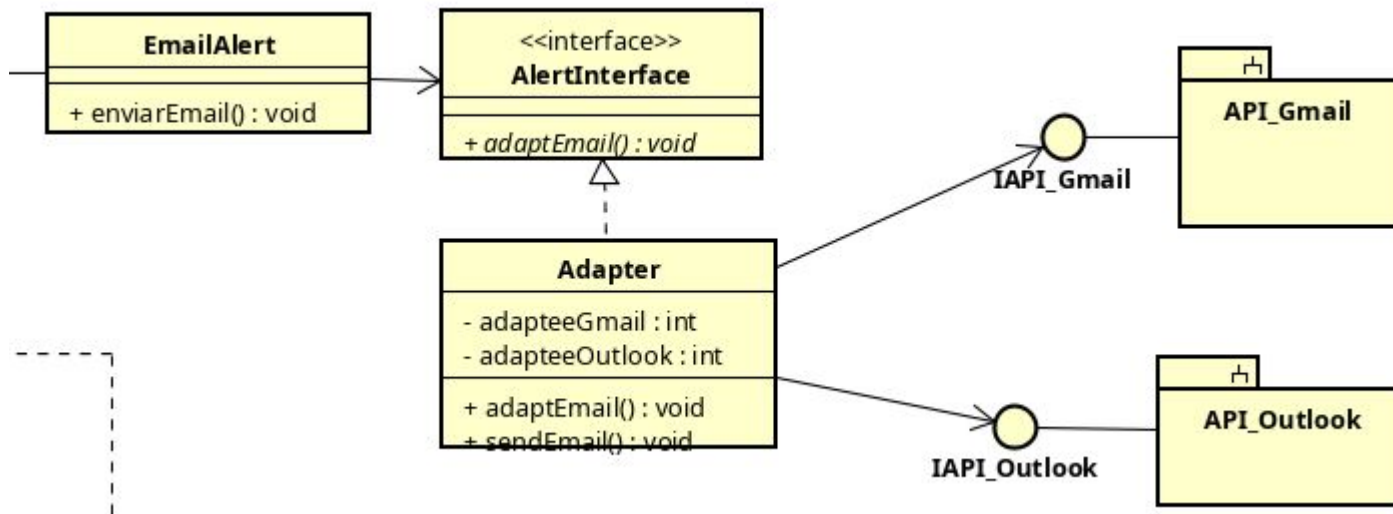 EmailAlert
+ enviarEmail() : void
<<interface>>
AlertInterface
+ adaptEmail() : void
Adapter
- adapteeGmail : int
- adapteeOutlook : int
+ adaptEmail() : void
+ sendEmail() : void
IAPI_Gmail
API_Gmail
IAPI_Outlook
API_Outlook